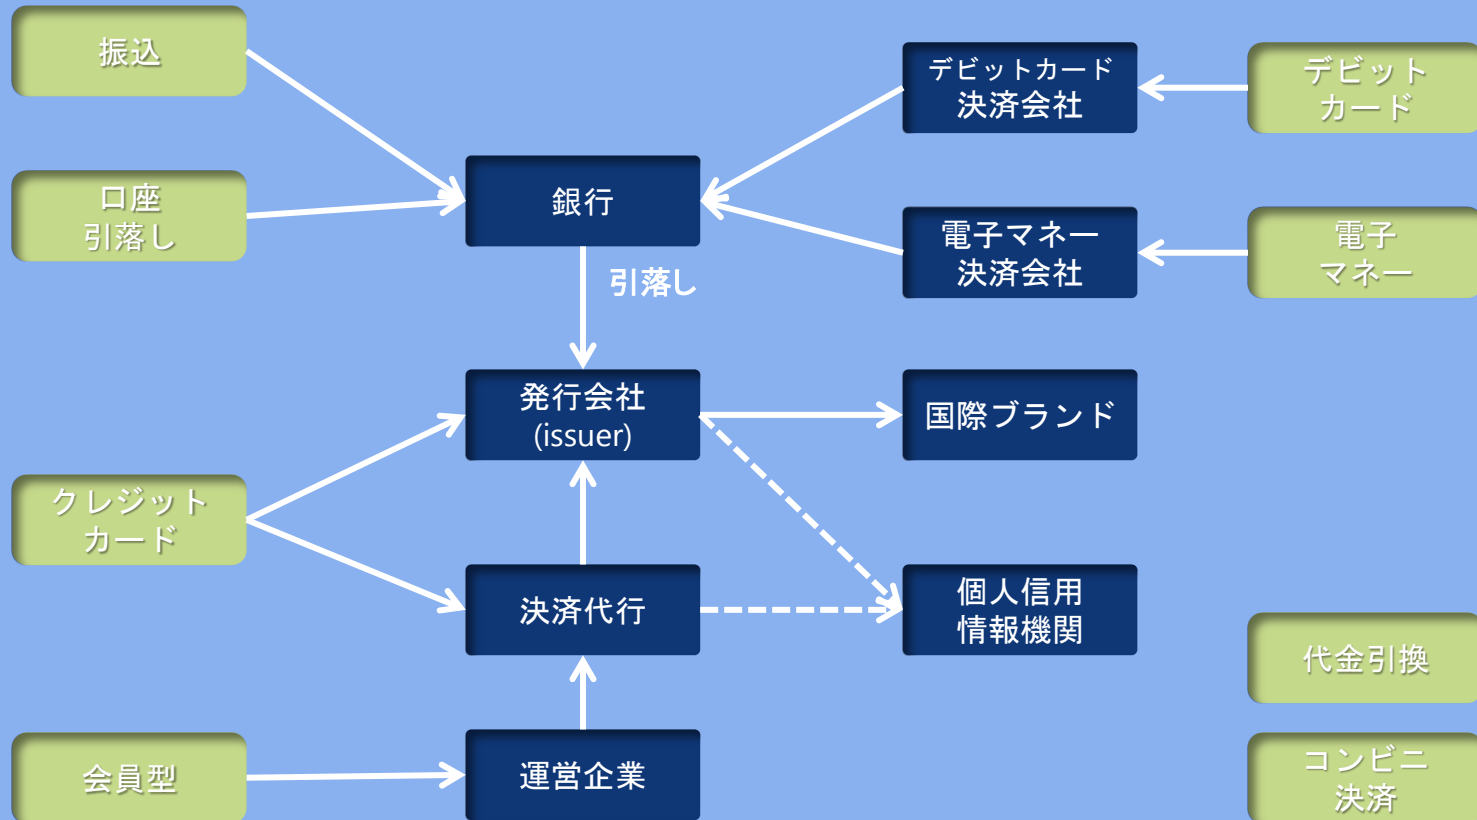 振込
デビットカード
決済会社
デビット
カード
銀行
口座
引落し
電子マネー
決済会社
電子
マネー
引落し
発行会社
(issuer)
国際ブランド
クレジット
カード
決済代行
個人信用
情報機関
代金引換
会員型
運営企業
コンビニ
決済